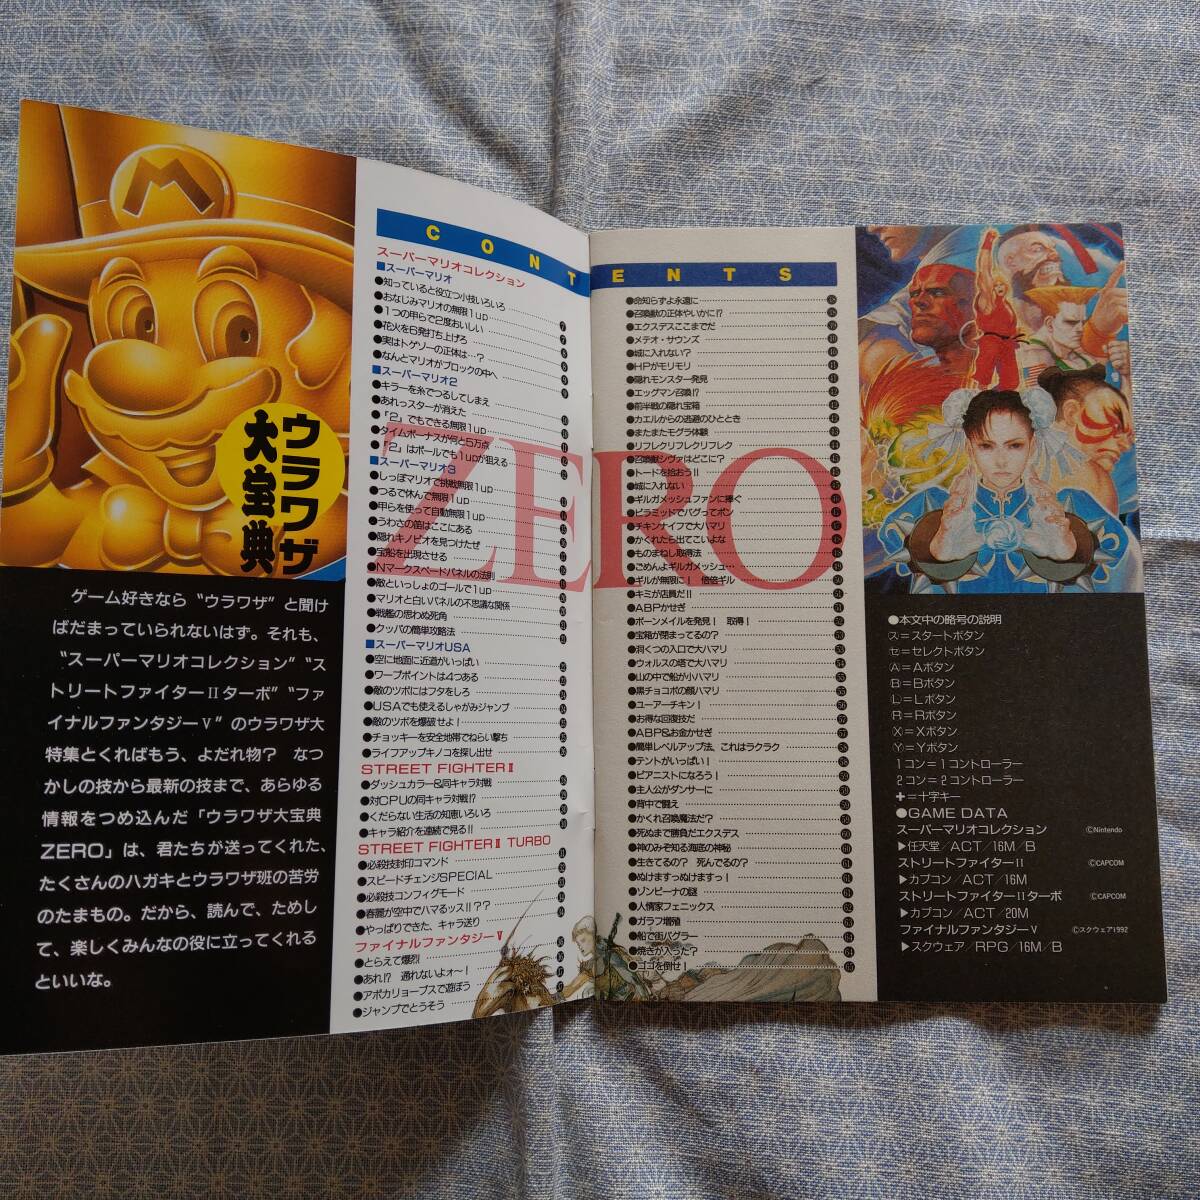 M
ウラワザ
大宝典
ゲーム好きなら〝ウラワザ〟と聞け
ばだまっていられないはず。それも、
〝スーパーマリオコレクション〟〝ス
トリートファイターⅡターボ〟〝ファ
イナルファンタジーⅤ〟のウラワザ大
特集とくればもう、よだれ物? なつ
かしの技から最新の技まで、あらゆる
情報をつめ込んだ「ウラワザ大宝典
ZERO」は、君たちが送ってくれた、
たくさんのハガキとウラワザ班の苦労
のたまもの。だから、読んで、ためし
て、楽しくみんなの役に立ってくれる
といいな。
CONTENTS
ZERO
スーパーマリオコレクション
■スーパーマリオ
●知っていると役立つ小技いろいろ
●おなじみマリオの無限1up
●1つの甲らで2度おいしい
●花火を6発打ち上げろ
●実はトゲゾーの正体は…?
●なんとマリオがブロックの中へ
■スーパーマリオ2
●キラーを糸でつるしてしまえ
●あれっスターが消えた
●「2」でもできる無限1up
●タイムボーナスが何と5万点
●「2」はポールでも1upが狙える
■スーパーマリオ3
●しっぽマリオで挑戦無限1up
●つるで休んで無限1up
●甲らを使って自動無限1up
●うわさの笛はここにある
●隠れキノピオを見つけたぜ
●宝船を出現させる
●Nマークスペードパネルの法則
●敵といっしょのゴールで1up
●マリオと白いパネルの不思議な関係
●戦艦の思わぬ死角
●クッパの簡単攻略法
■スーパーマリオUSA
●空に地面に近道がいっぱい
●ワープポイントは4つある
●敵のツボにはフタをしろ
●USAでも使えるしゃがみジャンプ
●敵のツボを爆破せよ!
●チョッキーを安全地帯でねらい撃ち
●ライフアップキノコを探し出せ
STREET FIGHTERⅡ
●ダッシュカラー&同キャラ対戦
●対CPUの同キャラ対戦!?
●くだらない生活の知恵いろいろ
●キャラ紹介を連続で見る!!
STREET FIGHTERⅡ TURBO
●必殺技封印コマンド
●スピードチェンジSPECIAL
●必殺技コンフィグモード
●春麗が空中でハマるッスⅡ??
●やっぱりできた、キャラ送り
ファイナルファンタジーⅤ
●とらえて爆烈
●あれ!? 通れないよォ～!
●アポカリョープスで遊ぼう
●ジャンプでとうそう
●命知らずよ永遠に
●召喚獣の正体やいかに!?
●エクスデスここまでだ
●メテオ・サウンズ
●城に入れない?
●HPがモリモリ
●隠れモンスター発見
●エッグマン召喚!?
●前半戦の隠れ宝箱
●カエルからの逃避のひととき
●またまたモグラ体験
●リフレクリフレクリフレク
●召喚獣シヴァはどこに?
●トードを拾おう!!
●城に入れない
●ギルガメッシュファンに捧ぐ
●ピラミッドでバグってポン
●チキンナイフで大ハマリ
●かくれたら出てこいよな
●ものまねし取得法
●ごめんよギルガメッシュ…
●ギルが無限に! 倍倍ギル
●キミが店員だ!!
●ABPかせぎ
●ボーンメイルを発見! 取得!
●宝箱が閉まってるの?
●洞くつの入口で大ハマリ
●ウォルスの塔で大ハマリ
●山の中で船が小ハマリ
●黒チョコボの顔ハマリ
●ユーアーチキン!
●お得な回復技だ
●ABP&お金かせぎ
●簡単レベルアップ法、これはラクラク
●テントがいっぱい!
●ピアニストになろう!
●主人公がダンサーに
●背中で闘え
●かくれ召喚魔法だ?
●死ぬまで勝負だエクスデス
●神のみぞ知る海底の神秘
●生きてるの? 死んでるの?
●ぬけますっぬけますっ!
●ゾンビーナの謎
●人情家フェニックス
●ガラフ増殖
●船で街バグラー
●焼きが入った?
●ゴゴを倒せ!
●本文中の略号の説明
ス=スタートボタン
セ=セレクトボタン
A=Aボタン
B=Bボタン
L=Lボタン
R=Rボタン
X=Xボタン
Y=Yボタン
1コン=1コントローラー
2コン=2コントローラー
✚=十字キー
●GAME DATA
スーパーマリオコレクション ©Nintendo
▶任天堂/ACT/16M/B
ストリートファイターⅡ ©CAPCOM
▶カプコン/ACT/16M
ストリートファイターⅡターボ ©CAPCOM
▶カプコン/ACT/20M
ファイナルファンタジーⅤ ©スクウェア1992
▶スクウェア/RPG/16M/B